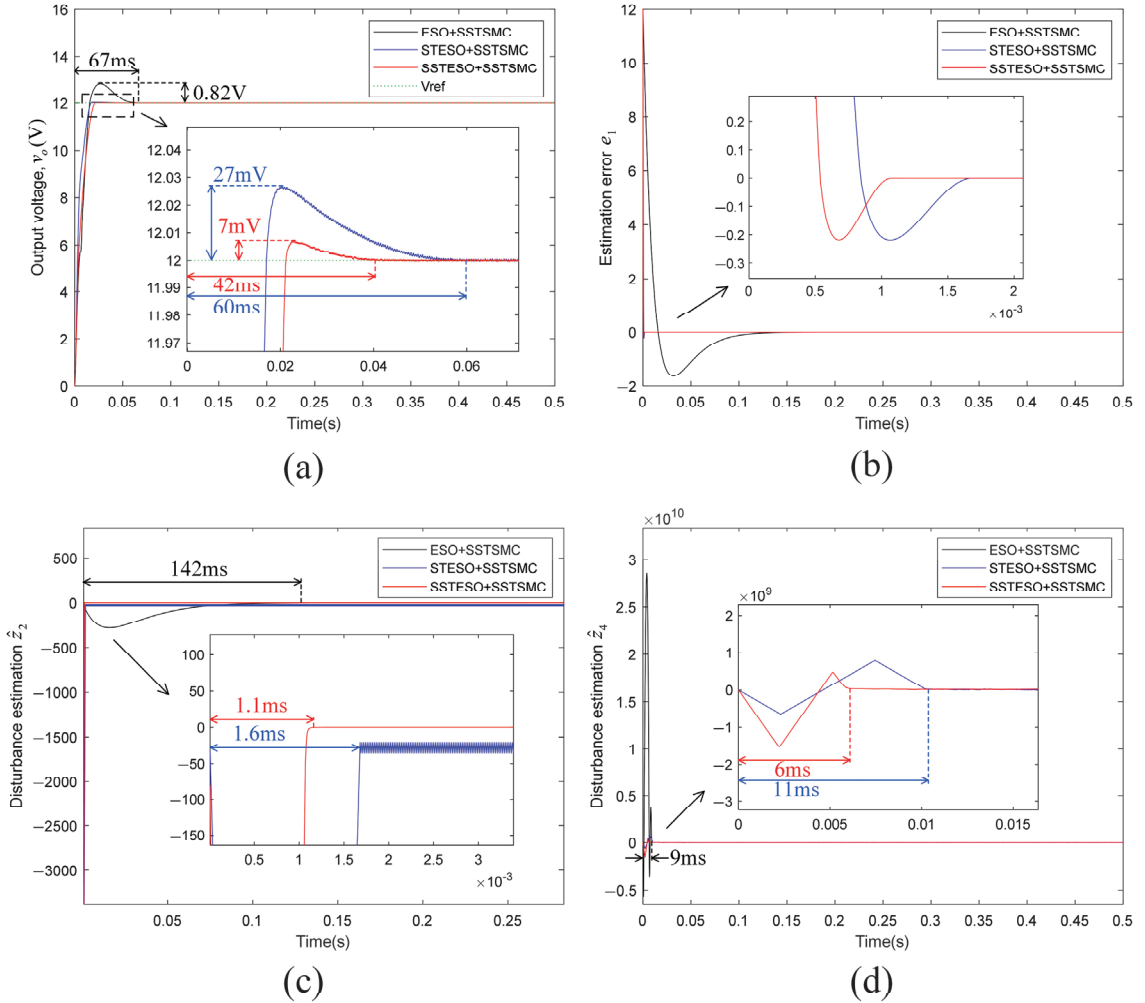 16
14
12
10
8
6
4
2
0
Output voltage, vₒ(V)
ESO+SSTSMC
STESO+SSTSMC
SSTESO+SSTSMC
Vref
67ms
0.82V
12.04
12.03
12.02
12.01
12
11.99
11.98
11.97
27mV
7mV
42ms
60ms
0 0.02 0.04 0.06
0 0.05 0.1 0.15 0.2 0.25 0.3 0.35 0.4 0.45 0.5
Time(s)
(a)
12
10
8
6
4
2
0
−2
Estimation error e₁
ESO+SSTSMC
STESO+SSTSMC
SSTESO+SSTSMC
0.2
0.1
0
−0.1
−0.2
−0.3
0 0.5 1 1.5 2
×10⁻³
0 0.05 0.1 0.15 0.2 0.25 0.3 0.35 0.4 0.45 0.5
Time(s)
(b)
500
0
−500
−1000
−1500
−2000
−2500
−3000
Disturbance estimation ẑ₂
ESO+SSTSMC
STESO+SSTSMC
SSTESO+SSTSMC
142ms
100
50
0
−50
−100
−150
1.1ms
1.6ms
0.5 1 1.5 2 2.5 3
×10⁻³
0.05 0.1 0.15 0.2 0.25
Time(s)
(c)
×10¹⁰
3
2.5
2.0
1.5
1.0
0.5
0
−0.5
Disturbance estimation ẑ₄
ESO+SSTSMC
STESO+SSTSMC
SSTESO+SSTSMC
×10⁹
2
1
0
−1
−2
−3
6ms
11ms
0 0.005 0.01 0.015
9ms
0 0.05 0.1 0.15 0.2 0.25 0.3 0.35 0.4 0.45 0.5
Time(s)
(d)